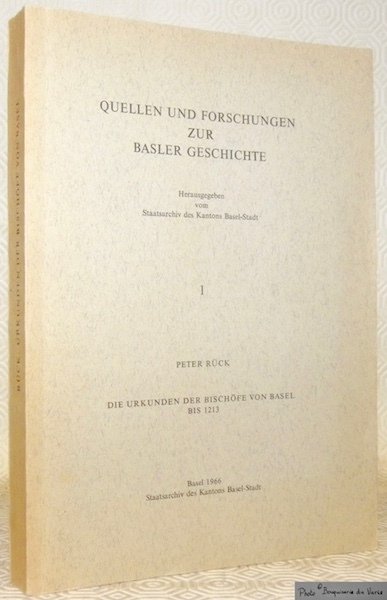 QUELLEN UND FORSCHUNGEN
ZUR
BASLER GESCHICHTE
Herausgegeben
vom
Staatsarchiv des Kantons Basel-Stadt
1
PETER RÜCK
DIE URKUNDEN DER BISCHÖFE VON BASEL
BIS 1213
Basel 1966
Staatsarchiv des Kantons Basel-Stadt
RÜCK URKUNDEN DER BISCHÖFE VON BASEL
Photo © Bouquinerie du Varis